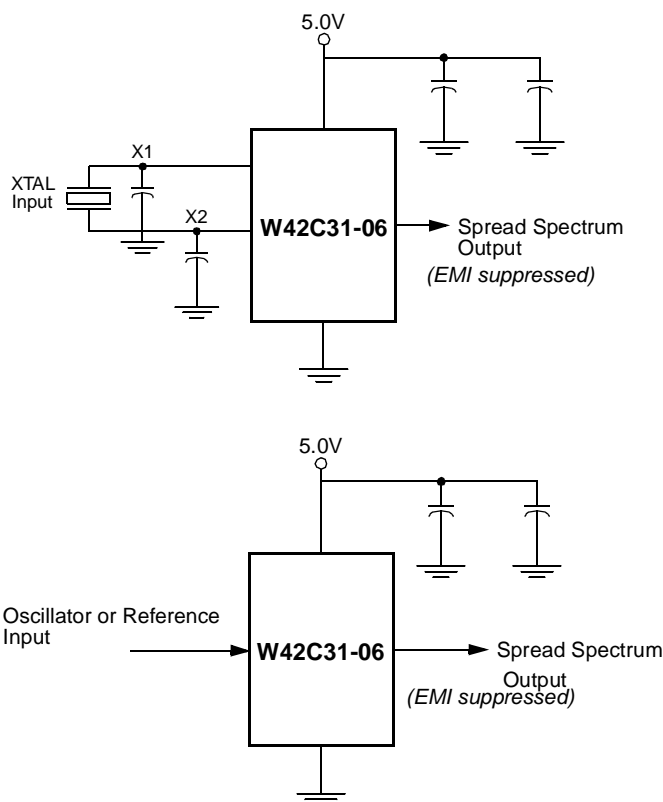 5.0V
X1
XTAL
Input
X2
W42C31-06
Spread Spectrum
Output
(EMI suppressed)
5.0V
Oscillator or Reference
Input
W42C31-06
Spread Spectrum
Output
(EMI suppressed)